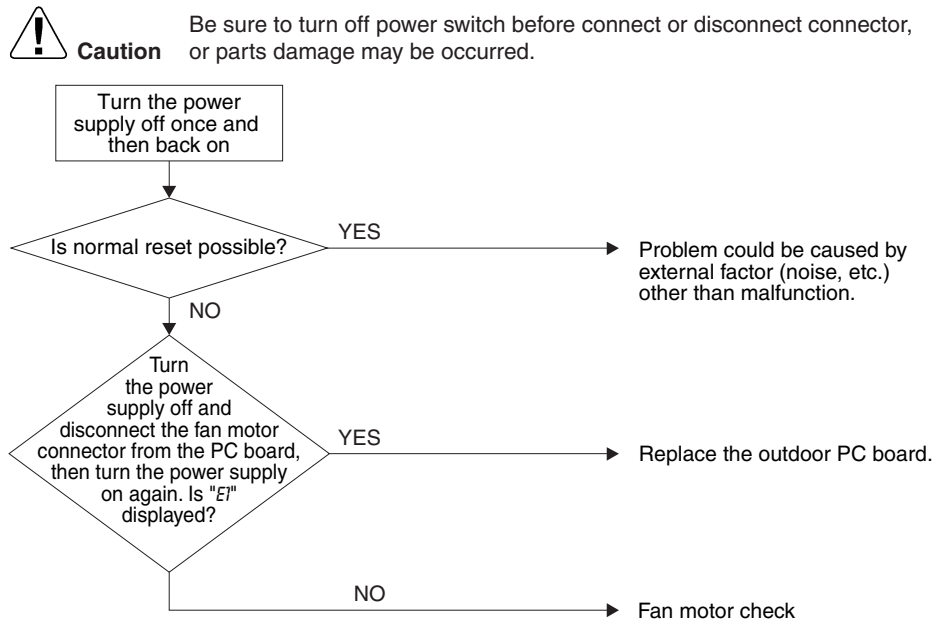 Caution
Be sure to turn off power switch before connect or disconnect connector,
or parts damage may be occurred.
Turn the power
supply off once and
then back on
Is normal reset possible?
YES
Problem could be caused by
external factor (noise, etc.)
other than malfunction.
NO
Turn
the power
supply off and
disconnect the fan motor
connector from the PC board,
then turn the power supply
on again. Is "E1"
displayed?
YES
Replace the outdoor PC board.
NO
Fan motor check